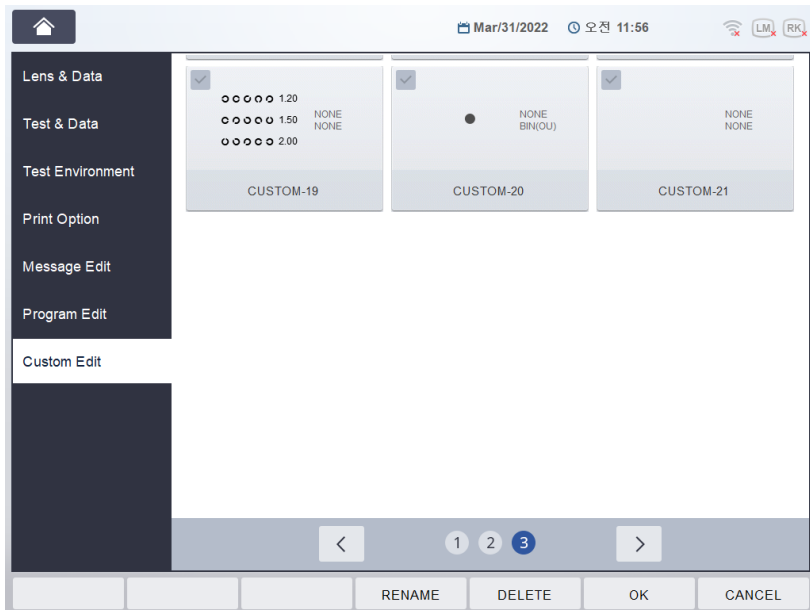 Mar/31/2022 오전 11:56 LM RK
Lens & Data
Test & Data
Test Environment
Print Option
Message Edit
Program Edit
Custom Edit
1.20
1.50
2.00
NONE
NONE
CUSTOM-19
NONE
BIN(OU)
CUSTOM-20
NONE
NONE
CUSTOM-21
< 1 2 3 >
RENAME DELETE OK CANCEL